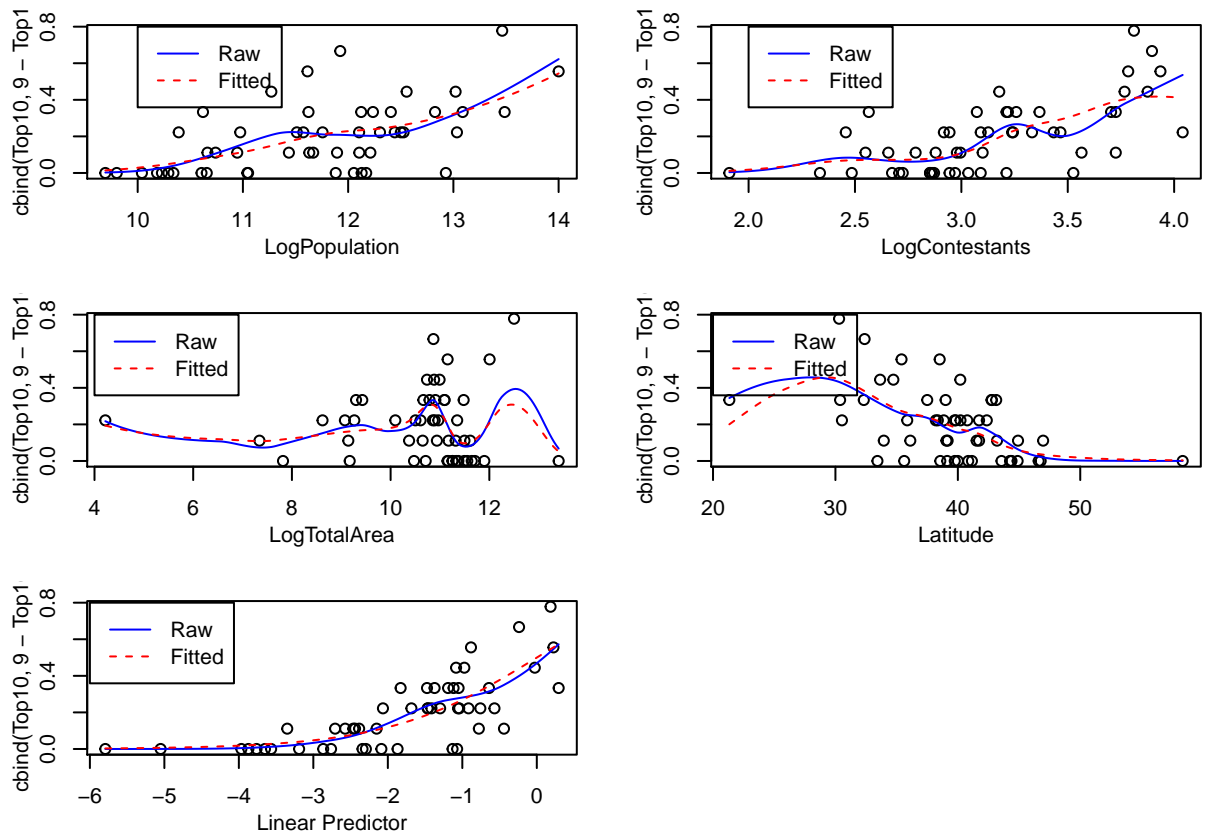 cbind(Top10, 9 − Top1
0.0 0.4 0.8
Raw
Fitted
10 11 12 13 14
LogPopulation
cbind(Top10, 9 − Top1
0.0 0.4 0.8
Raw
Fitted
2.0 2.5 3.0 3.5 4.0
LogContestants
cbind(Top10, 9 − Top1
0.0 0.4 0.8
Raw
Fitted
4 6 8 10 12
LogTotalArea
cbind(Top10, 9 − Top1
0.0 0.4 0.8
Raw
Fitted
20 30 40 50
Latitude
cbind(Top10, 9 − Top1
0.0 0.4 0.8
Raw
Fitted
−6 −5 −4 −3 −2 −1 0
Linear Predictor